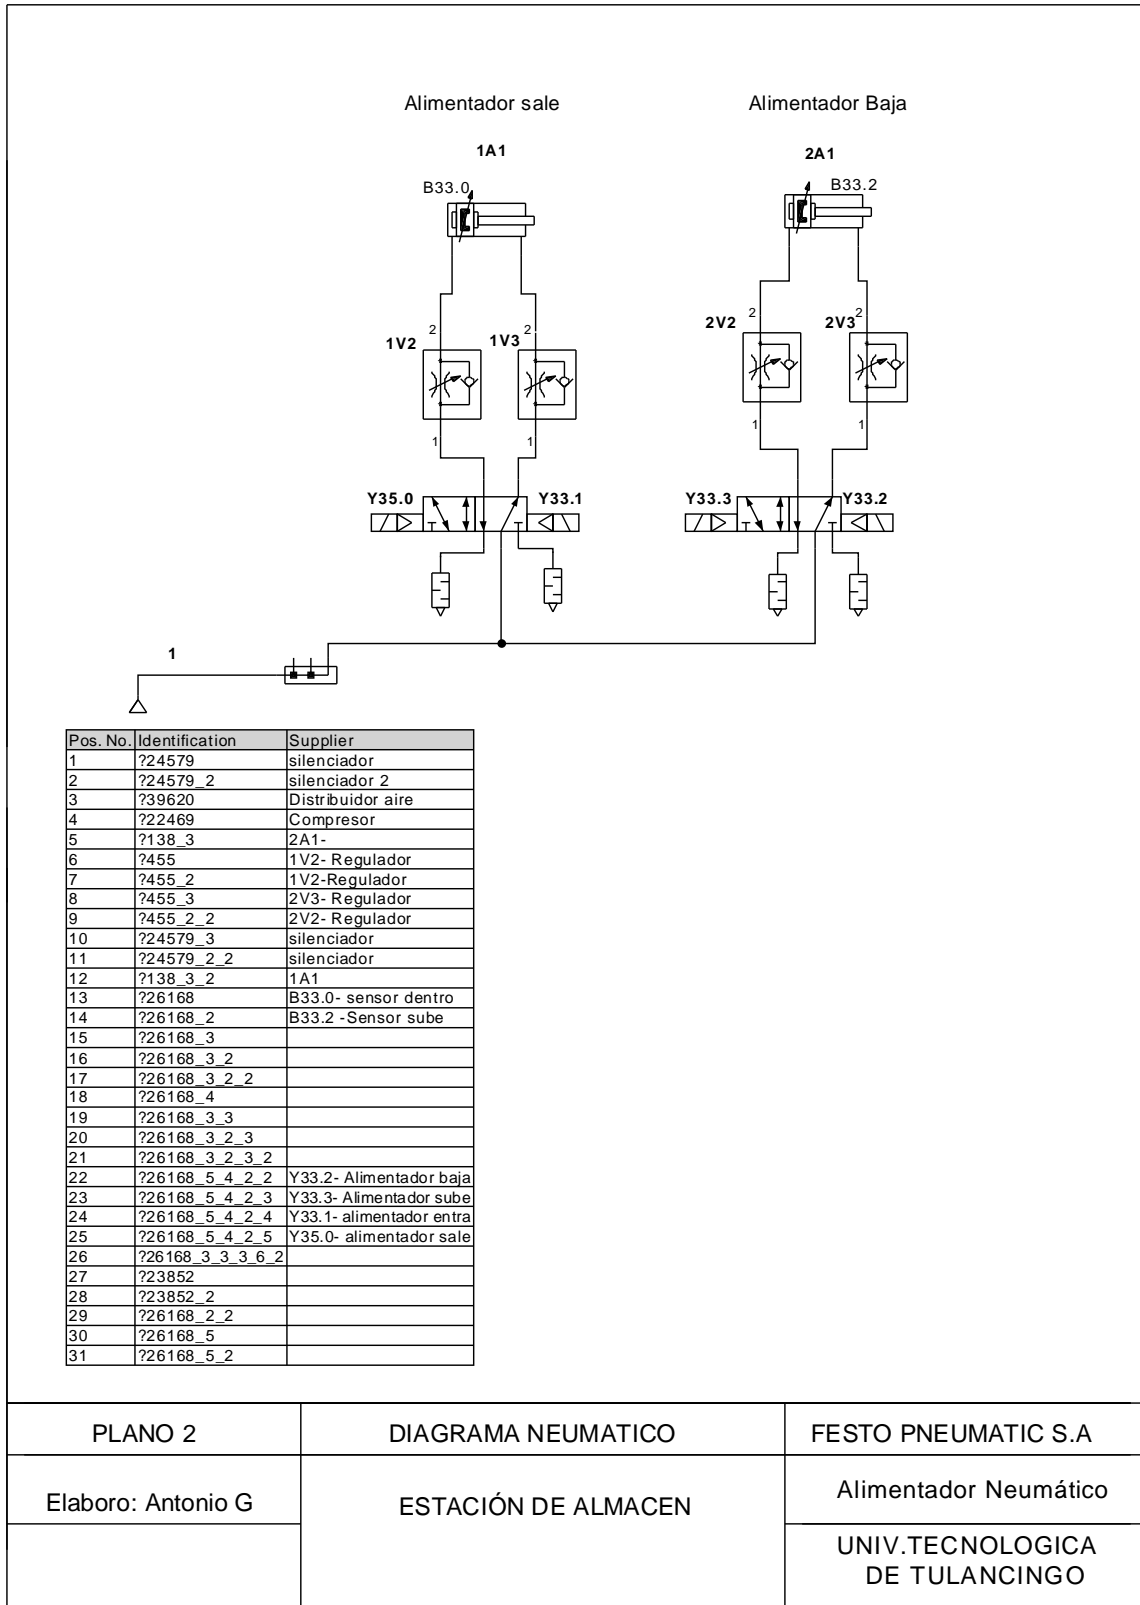 Alimentador sale
Alimentador Baja
1A1
2A1
B33.0
B33.2
2
2
2
2
1V2
1V3
2V2
2V3
1
1
1
1
Y35.0
Y33.1
Y33.3
Y33.2
1
Pos. No. Identification Supplier
1 ?24579 silenciador
2 ?24579_2 silenciador 2
3 ?39620 Distribuidor aire
4 ?22469 Compresor
5 ?138_3 2A1-
6 ?455 1V2- Regulador
7 ?455_2 1V2-Regulador
8 ?455_3 2V3- Regulador
9 ?455_2_2 2V2- Regulador
10 ?24579_3 silenciador
11 ?24579_2_2 silenciador
12 ?138_3_2 1A1
13 ?26168 B33.0- sensor dentro
14 ?26168_2 B33.2 -Sensor sube
15 ?26168_3
16 ?26168_3_2
17 ?26168_3_2_2
18 ?26168_4
19 ?26168_3_3
20 ?26168_3_2_3
21 ?26168_3_2_3_2
22 ?26168_5_4_2_2 Y33.2- Alimentador baja
23 ?26168_5_4_2_3 Y33.3- Alimentador sube
24 ?26168_5_4_2_4 Y33.1- alimentador entra
25 ?26168_5_4_2_5 Y35.0- alimentador sale
26 ?26168_3_3_3_6_2
27 ?23852
28 ?23852_2
29 ?26168_2_2
30 ?26168_5
31 ?26168_5_2
PLANO 2
DIAGRAMA NEUMATICO
FESTO PNEUMATIC S.A
Elaboro: Antonio G
ESTACIÓN DE ALMACEN
Alimentador Neumático
UNIV.TECNOLOGICA
DE TULANCINGO